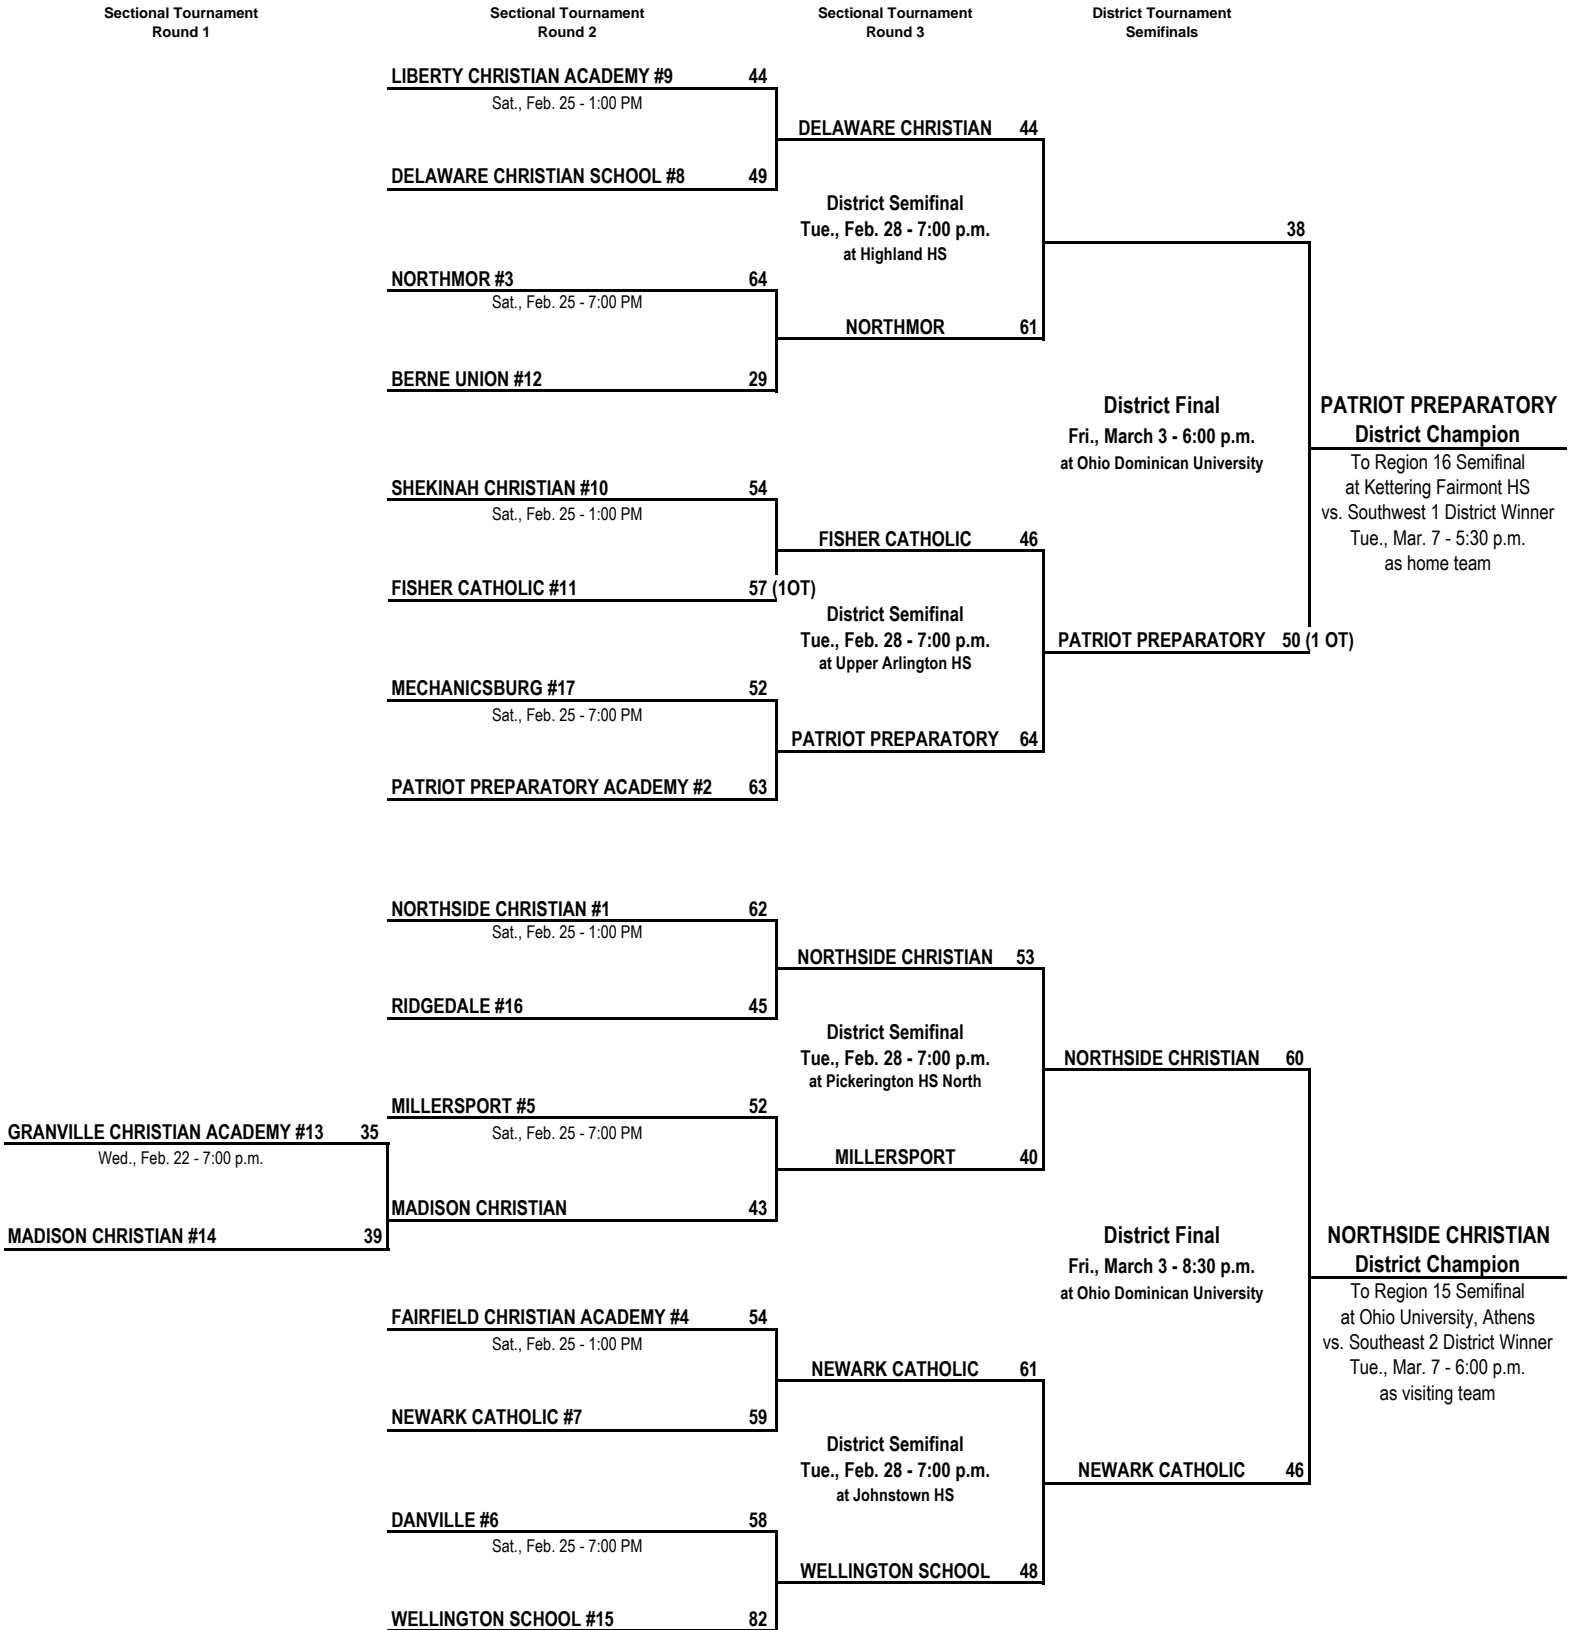 Sectional Tournament
Round 1
Sectional Tournament
Round 2
Sectional Tournament
Round 3
District Tournament
Semifinals
LIBERTY CHRISTIAN ACADEMY #9 44
Sat., Feb. 25 - 1:00 PM
DELAWARE CHRISTIAN 44
DELAWARE CHRISTIAN SCHOOL #8 49
District Semifinal
Tue., Feb. 28 - 7:00 p.m.
at Highland HS
38
NORTHMOR #3 64
Sat., Feb. 25 - 7:00 PM
NORTHMOR 61
BERNE UNION #12 29
District Final
Fri., March 3 - 6:00 p.m.
at Ohio Dominican University
PATRIOT PREPARATORY
District Champion
To Region 16 Semifinal
at Kettering Fairmont HS
vs. Southwest 1 District Winner
Tue., Mar. 7 - 5:30 p.m.
as home team
SHEKINAH CHRISTIAN #10 54
Sat., Feb. 25 - 1:00 PM
FISHER CATHOLIC 46
FISHER CATHOLIC #11 57 (1OT)
District Semifinal
Tue., Feb. 28 - 7:00 p.m.
at Upper Arlington HS
PATRIOT PREPARATORY 50 (1 OT)
MECHANICSBURG #17 52
Sat., Feb. 25 - 7:00 PM
PATRIOT PREPARATORY 64
PATRIOT PREPARATORY ACADEMY #2 63
NORTHSIDE CHRISTIAN #1 62
Sat., Feb. 25 - 1:00 PM
NORTHSIDE CHRISTIAN 53
RIDGEDALE #16 45
District Semifinal
Tue., Feb. 28 - 7:00 p.m.
at Pickerington HS North
NORTHSIDE CHRISTIAN 60
MILLERSPORT #5 52
Sat., Feb. 25 - 7:00 PM
GRANVILLE CHRISTIAN ACADEMY #13 35
Wed., Feb. 22 - 7:00 p.m.
MILLERSPORT 40
MADISON CHRISTIAN 43
MADISON CHRISTIAN #14 39
District Final
Fri., March 3 - 8:30 p.m.
at Ohio Dominican University
NORTHSIDE CHRISTIAN
District Champion
To Region 15 Semifinal
at Ohio University, Athens
vs. Southeast 2 District Winner
Tue., Mar. 7 - 6:00 p.m.
as visiting team
FAIRFIELD CHRISTIAN ACADEMY #4 54
Sat., Feb. 25 - 1:00 PM
NEWARK CATHOLIC 61
NEWARK CATHOLIC #7 59
District Semifinal
Tue., Feb. 28 - 7:00 p.m.
at Johnstown HS
NEWARK CATHOLIC 46
DANVILLE #6 58
Sat., Feb. 25 - 7:00 PM
WELLINGTON SCHOOL 48
WELLINGTON SCHOOL #15 82